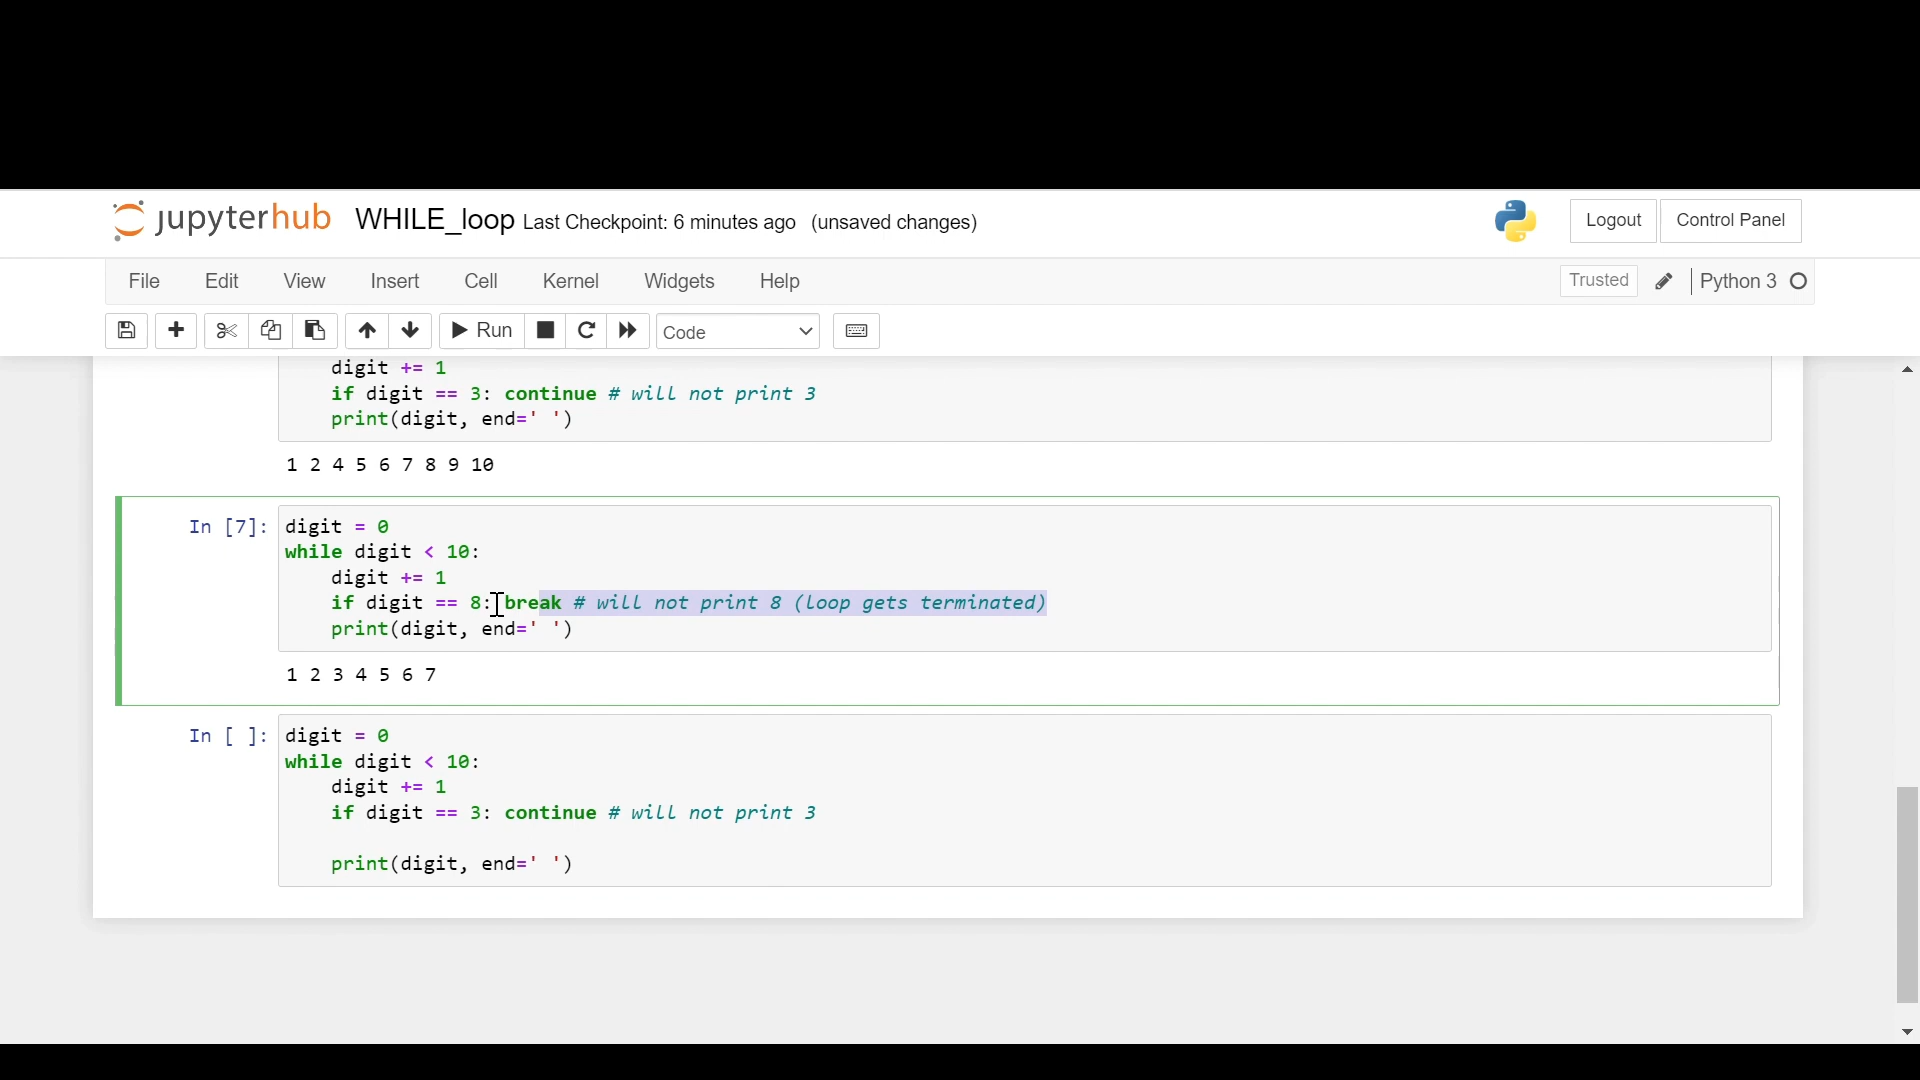 jupyterhub WHILE_loop Last Checkpoint: 6 minutes ago (unsaved changes) Logout Control Panel
File Edit View Insert Cell Kernel Widgets Help Trusted Python 3
Run Code
digit += 1
if digit == 3: continue # will not print 3
print(digit, end=' ')
1 2 4 5 6 7 8 9 10
In [7]: digit = 0
while digit < 10:
digit += 1
if digit == 8: break # will not print 8 (loop gets terminated)
print(digit, end=' ')
1 2 3 4 5 6 7
In [ ]: digit = 0
while digit < 10:
digit += 1
if digit == 3: continue # will not print 3
print(digit, end=' ')